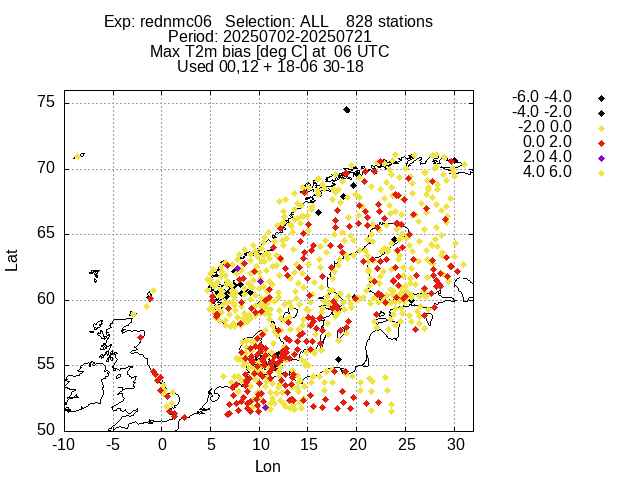 Exp: rednmc06 Selection: ALL 828 stations
Period: 20250702-20250721
Max T2m bias [deg C] at 06 UTC
Used 00,12 + 18-06 30-18
-6.0 -4.0
-4.0 -2.0
-2.0 0.0
0.0 2.0
2.0 4.0
4.0 6.0
75
70
65
60
55
50
Lat
-10 -5 0 5 10 15 20 25 30
Lon